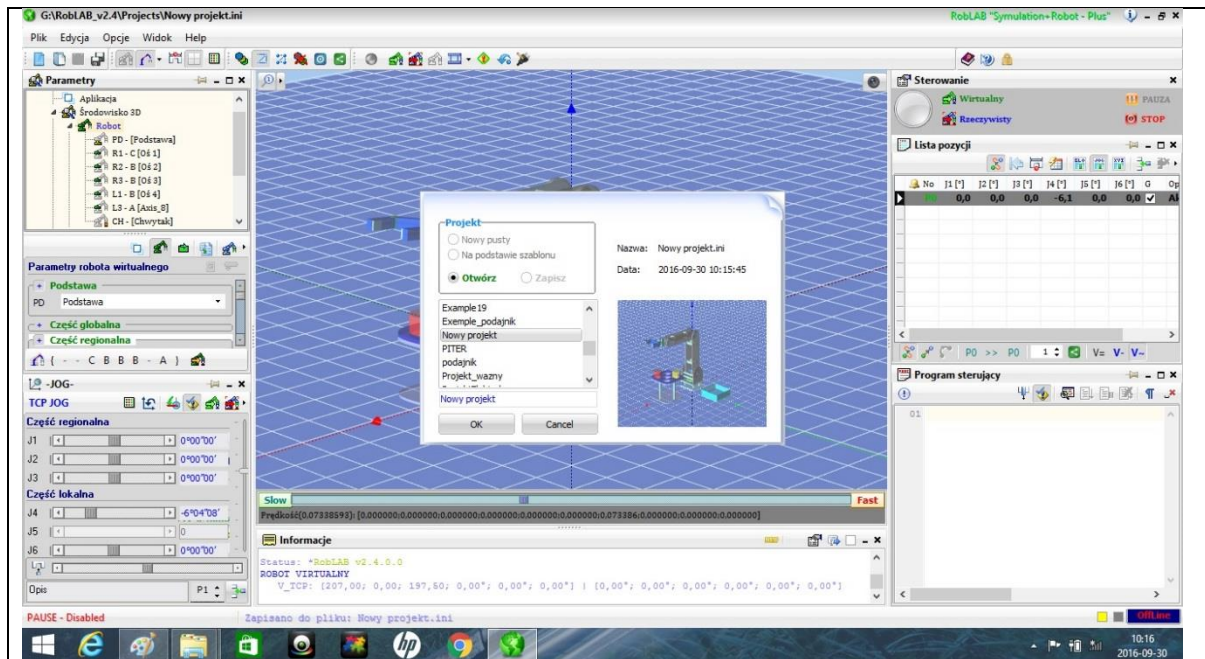 G:\RobLAB_v2.4\Projects\Nowy projekt.ini
RobLAB "Symulation+Robot - Plus"
Plik Edycja Opcje Widok Help
Parametry
Aplikacja
Środowisko 3D
Robot
PD - [Podstawa]
R1 - C [Oś 1]
R2 - B [Oś 2]
R3 - B [Oś 3]
L1 - B [Oś 4]
L3 - A [Axis_8]
CH - [Chwytak]
Parametry robota wirtualnego
Podstawa
PD Podstawa
Część globalna
Część regionalna
{ - - C B B B - A }
-JOG-
TCP JOG
Część regionalna
J1 0°00'00'
J2 0°00'00'
J3 0°00'00'
Część lokalna
J4 -6°04'08'
J5 0
J6 0°00'00'
Opis P1
Projekt
Nowy pusty
Na podstawie szablonu
Otwórz Zapisz
Example19
Exemple_podajnik
Nowy projekt
PITER
podajnik
Projekt_wazny
Nowy projekt
OK Cancel
Nazwa: Nowy projekt.ini
Data: 2016-09-30 10:15:45
Slow Fast
Prędkość(0.07338593): [0.000000;0.000000;0.000000;0.000000;0.000000;0.000000;0.073386;0.000000;0.000000;0.000000]
Informacje
Status: *RobLAB v2.4.0.0
ROBOT VIRTUALNY
V_TCP: [207,00; 0,00; 197,60; 0,00°; 0,00°; 0,00°] | [0,00°; 0,00°; 0,00°; 0,00°; 0,00°; 0,00°]
Sterowanie
Wirtualny PAUZA
Rzeczywisty STOP
Lista pozycji
No J1 [°] J2 [°] J3 [°] J4 [°] J5 [°] J6 [°] G Op
0,0 0,0 0,0 -6,1 0,0 0,0 Al
P0 >> P0 1 V= V- V~
Program sterujący
01
PAUSE - Disabled
Zapisano do pliku: Nowy projekt.ini
OffLine
hp
10:16
2016-09-30